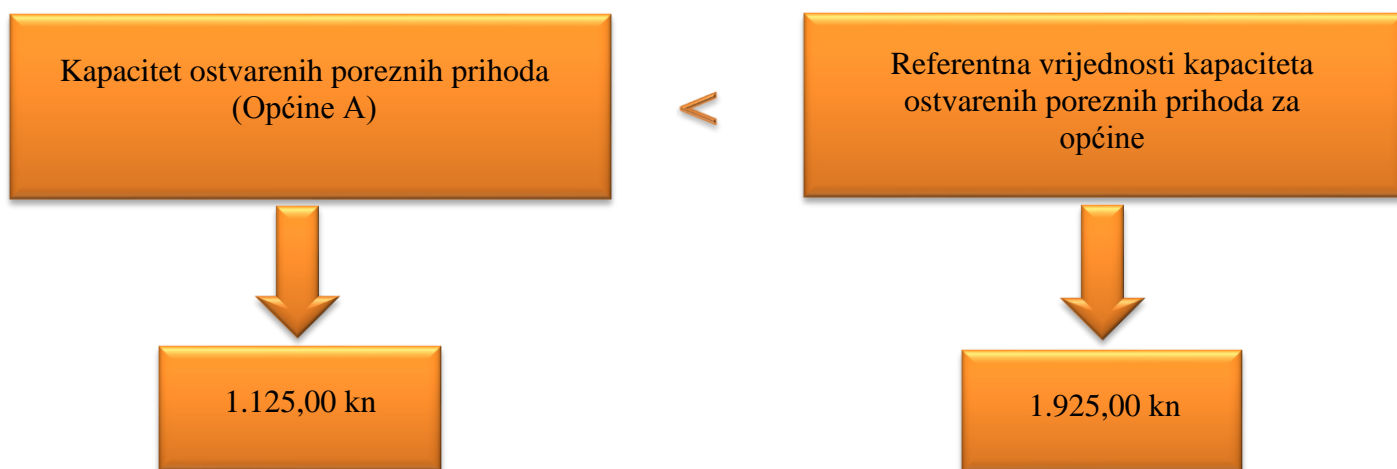 Kapacitet ostvarenih poreznih prihoda
(Općine A)
<
Referentna vrijednosti kapaciteta
ostvarenih poreznih prihoda za
općine
1.125,00 kn
1.925,00 kn